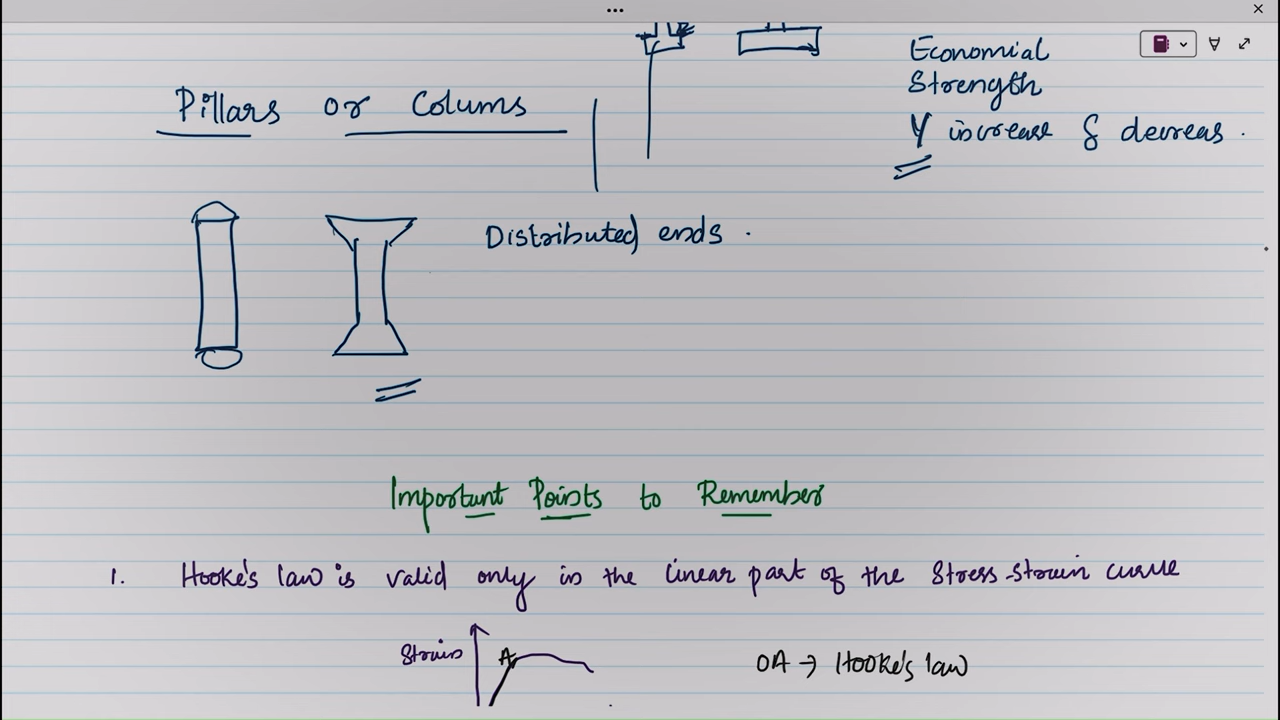 Economial
Strength
Y increase & decreas.
Pillars or Colums
Distributed ends.
Important Points to Remember
1. Hooke's law is valid only in the linear part of the Stress-Strain curve
Strain
A
OA → Hooke's law